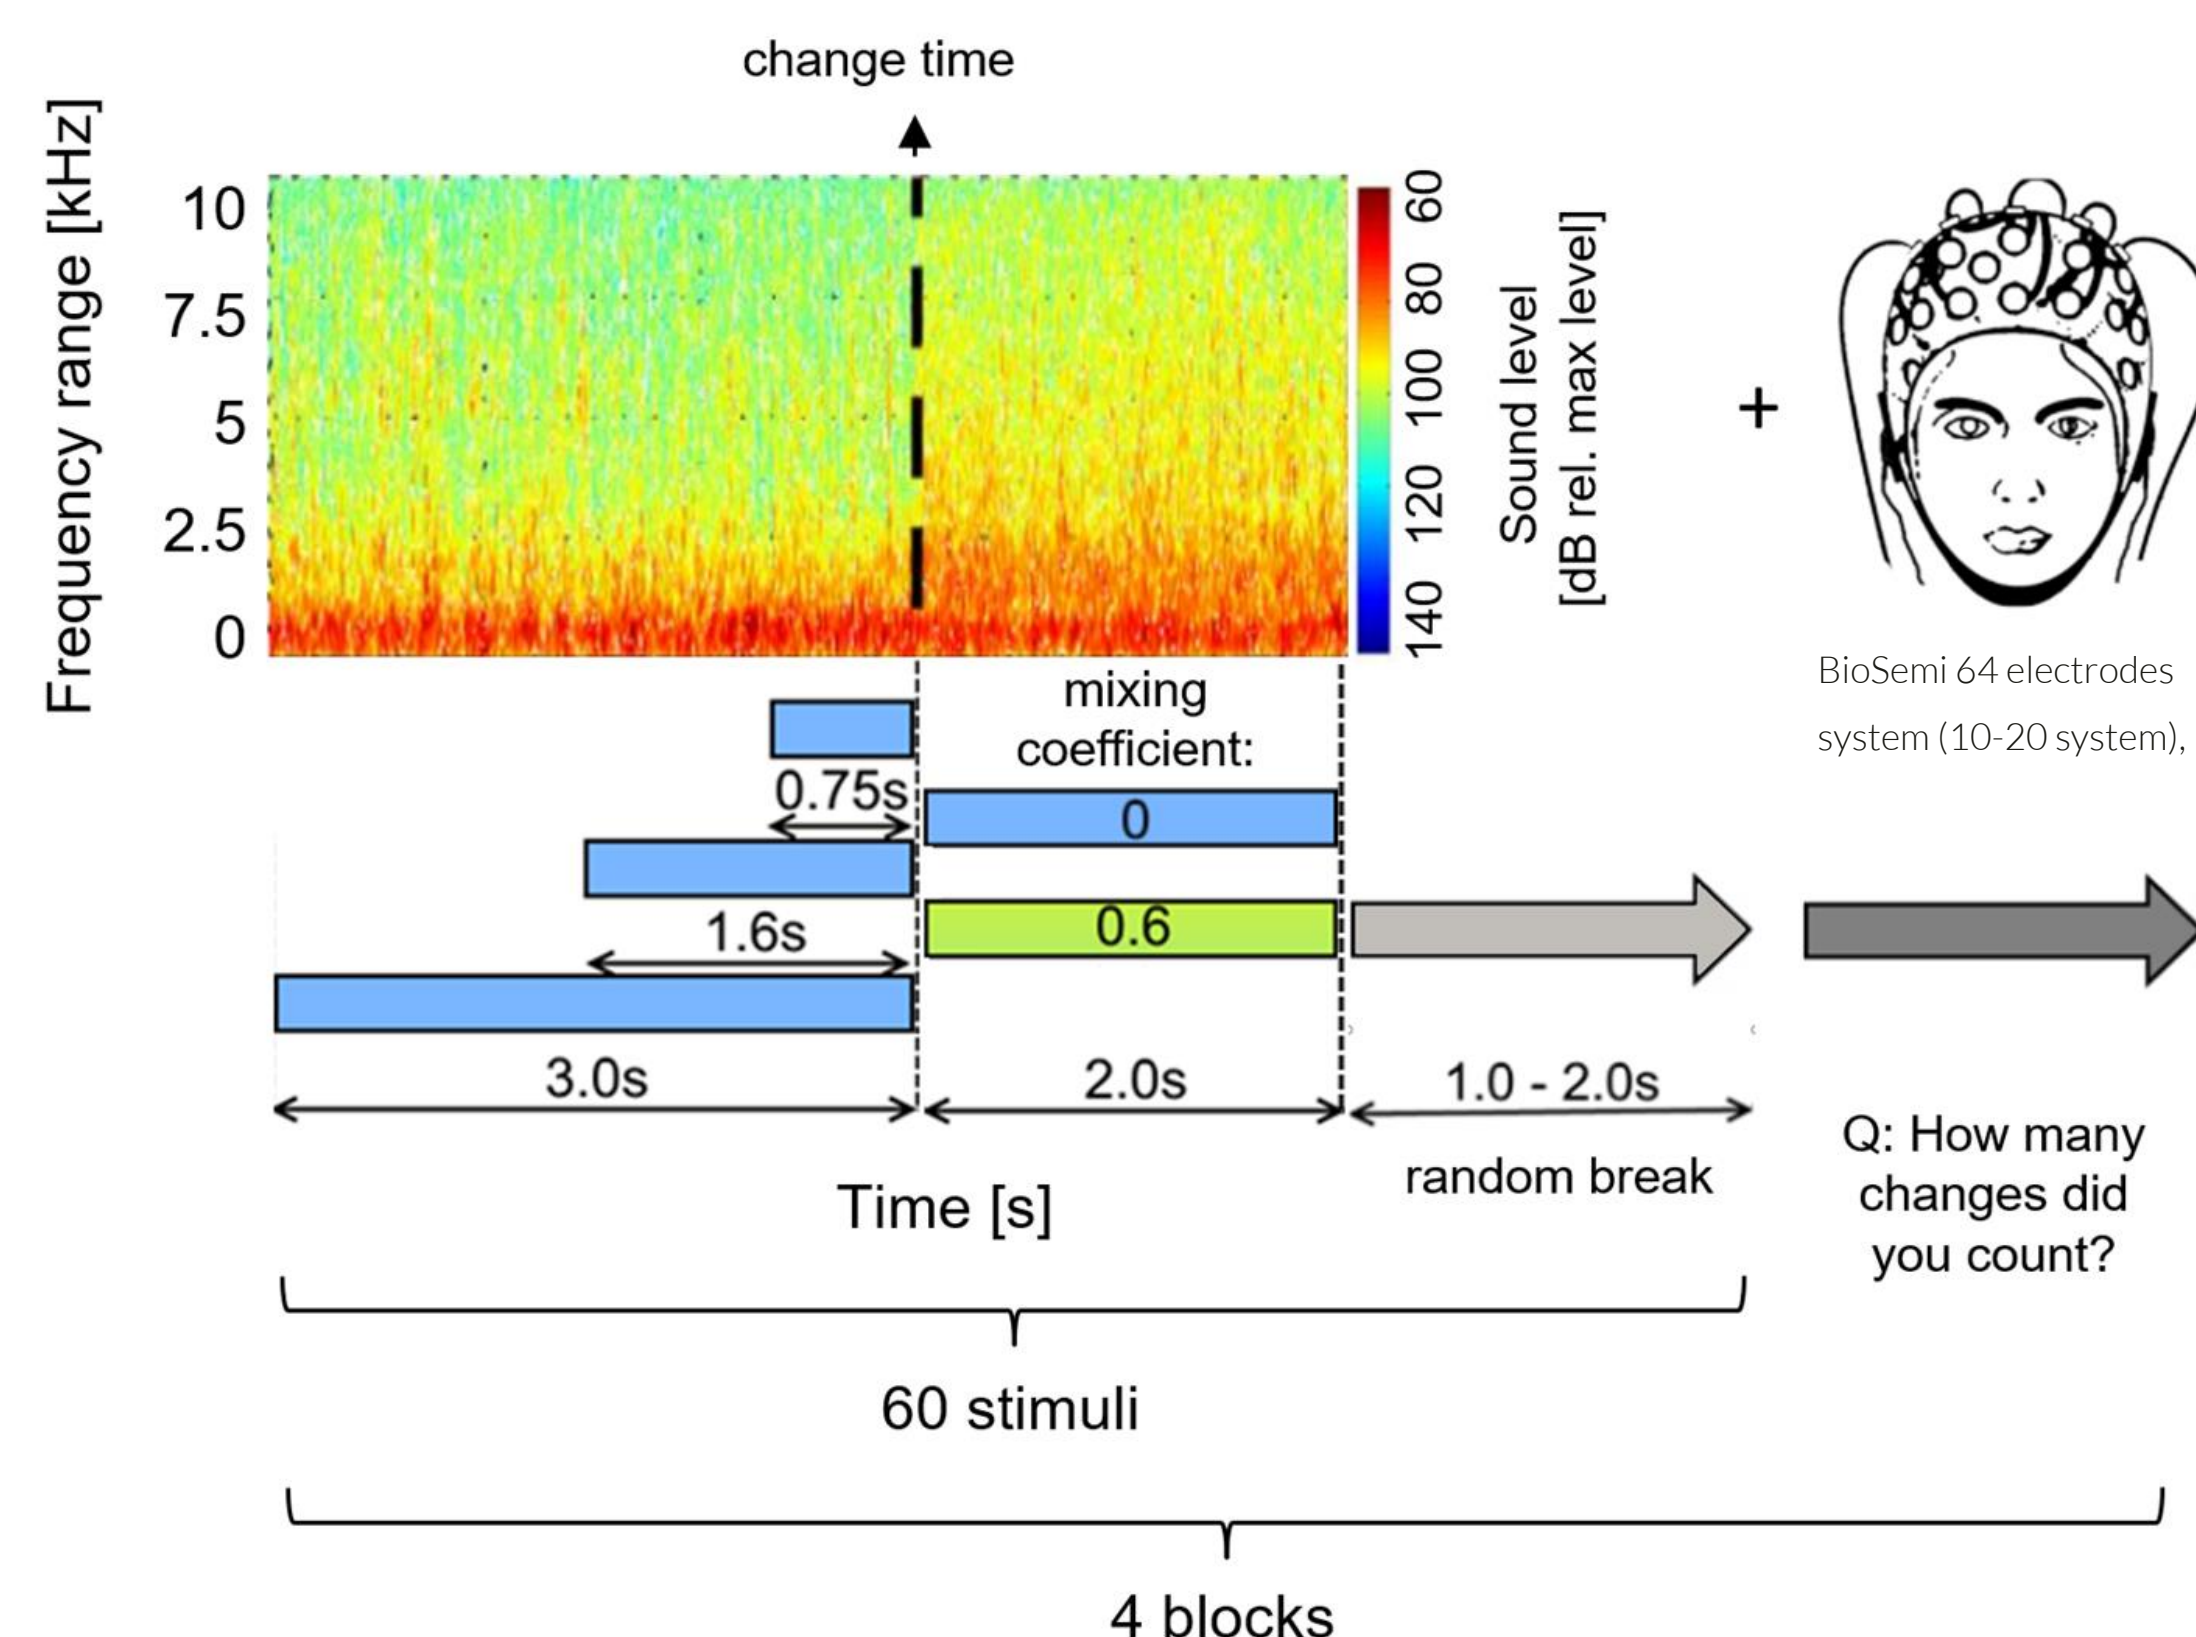 change time
Frequency range [kHz]
10
7.5
5
2.5
0
60
80
100
120
140
Sound level
[dB rel. max level]
+
BioSemi 64 electrodes
system (10-20 system),
mixing
coefficient:
0.75s
0
1.6s
0.6
3.0s
2.0s
1.0 - 2.0s
random break
Time [s]
Q: How many
changes did
you count?
60 stimuli
4 blocks